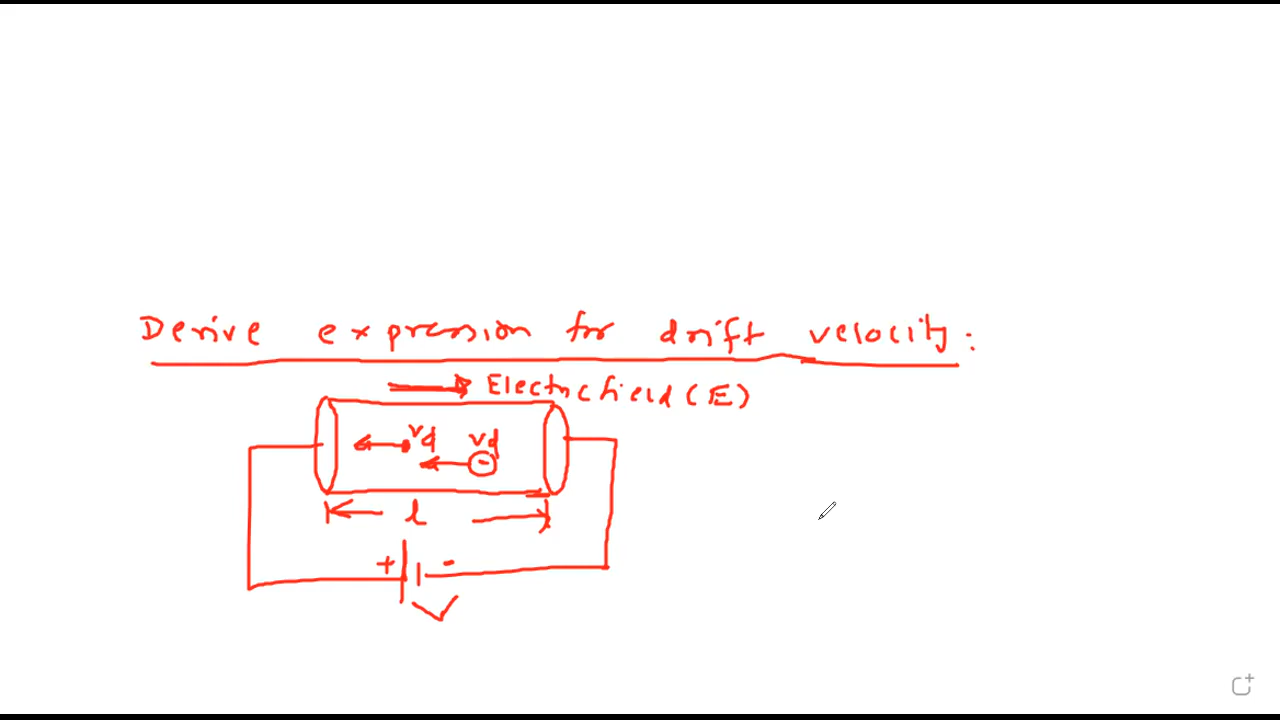 Derive expression for drift velocity:
Electric field (E)
vd vd
-
l
+ -
V